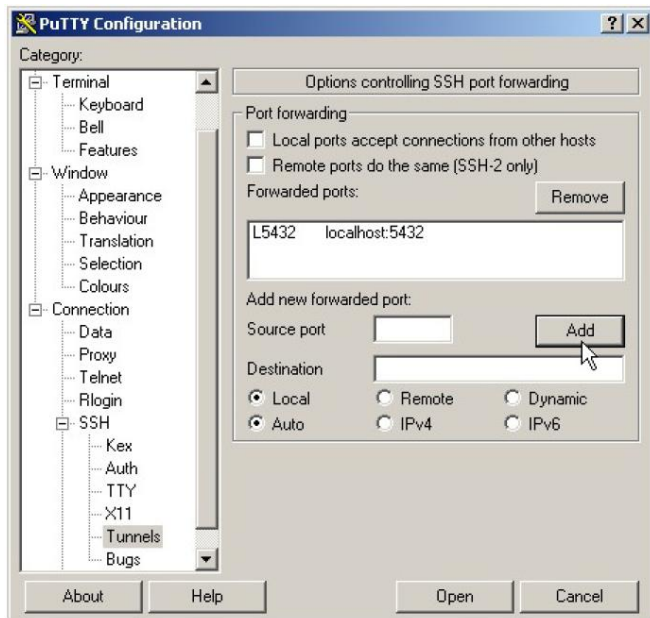 PuTTY Configuration
Category:
Terminal
Keyboard
Bell
Features
Window
Appearance
Behaviour
Translation
Selection
Colours
Connection
Data
Proxy
Telnet
Rlogin
SSH
Kex
Auth
TTY
X11
Tunnels
Bugs
Options controlling SSH port forwarding
Port forwarding
Local ports accept connections from other hosts
Remote ports do the same (SSH-2 only)
Forwarded ports:
Remove
L5432 localhost:5432
Add new forwarded port:
Source port
Add
Destination
Local Remote Dynamic
Auto IPv4 IPv6
About Help Open Cancel